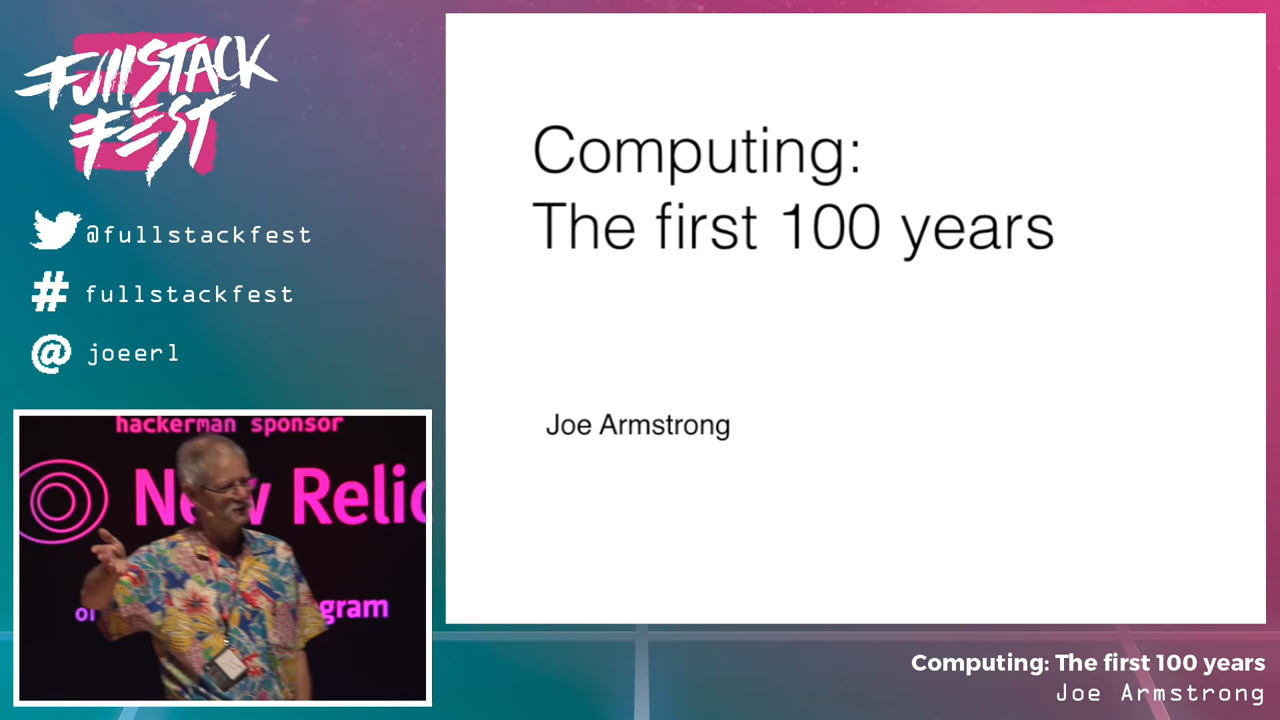 FullSTACK
FEST
@fullstackfest
# fullstackfest
@ joeerl
hackerman sponsor
New Relic
gram
Computing:
The first 100 years
Joe Armstrong
Computing: The first 100 years
Joe Armstrong